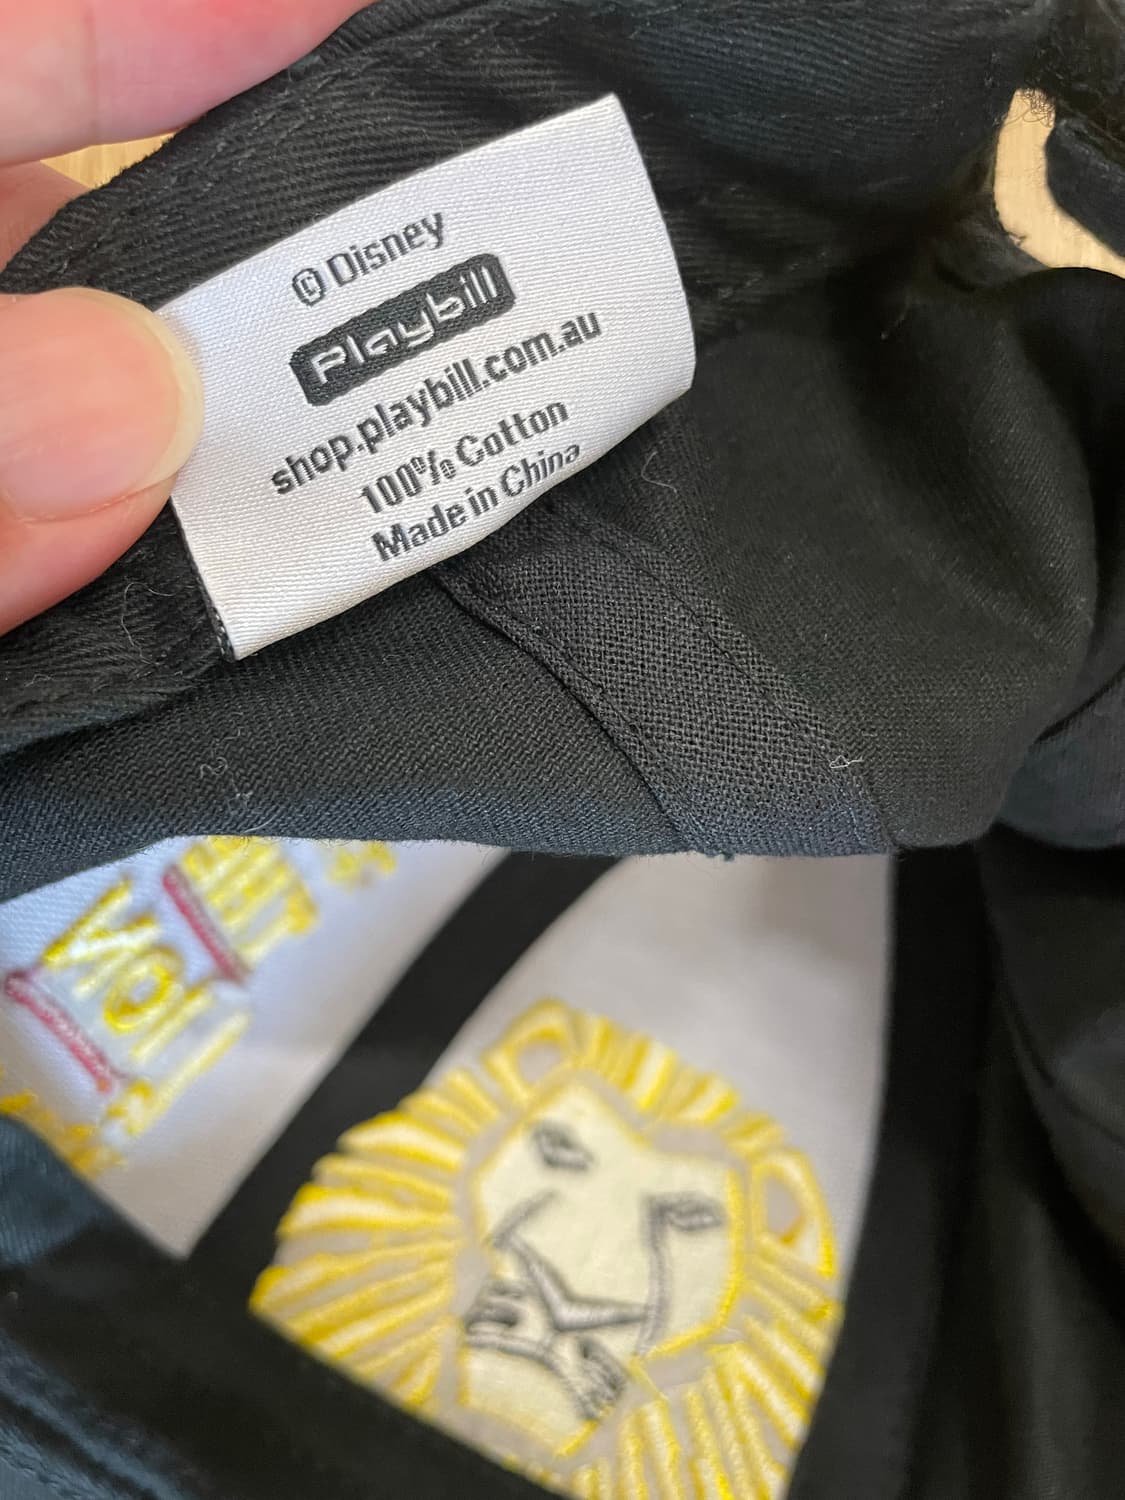 © Disney
Playbill
shop.playbill.com.au
100% Cotton
Made in China